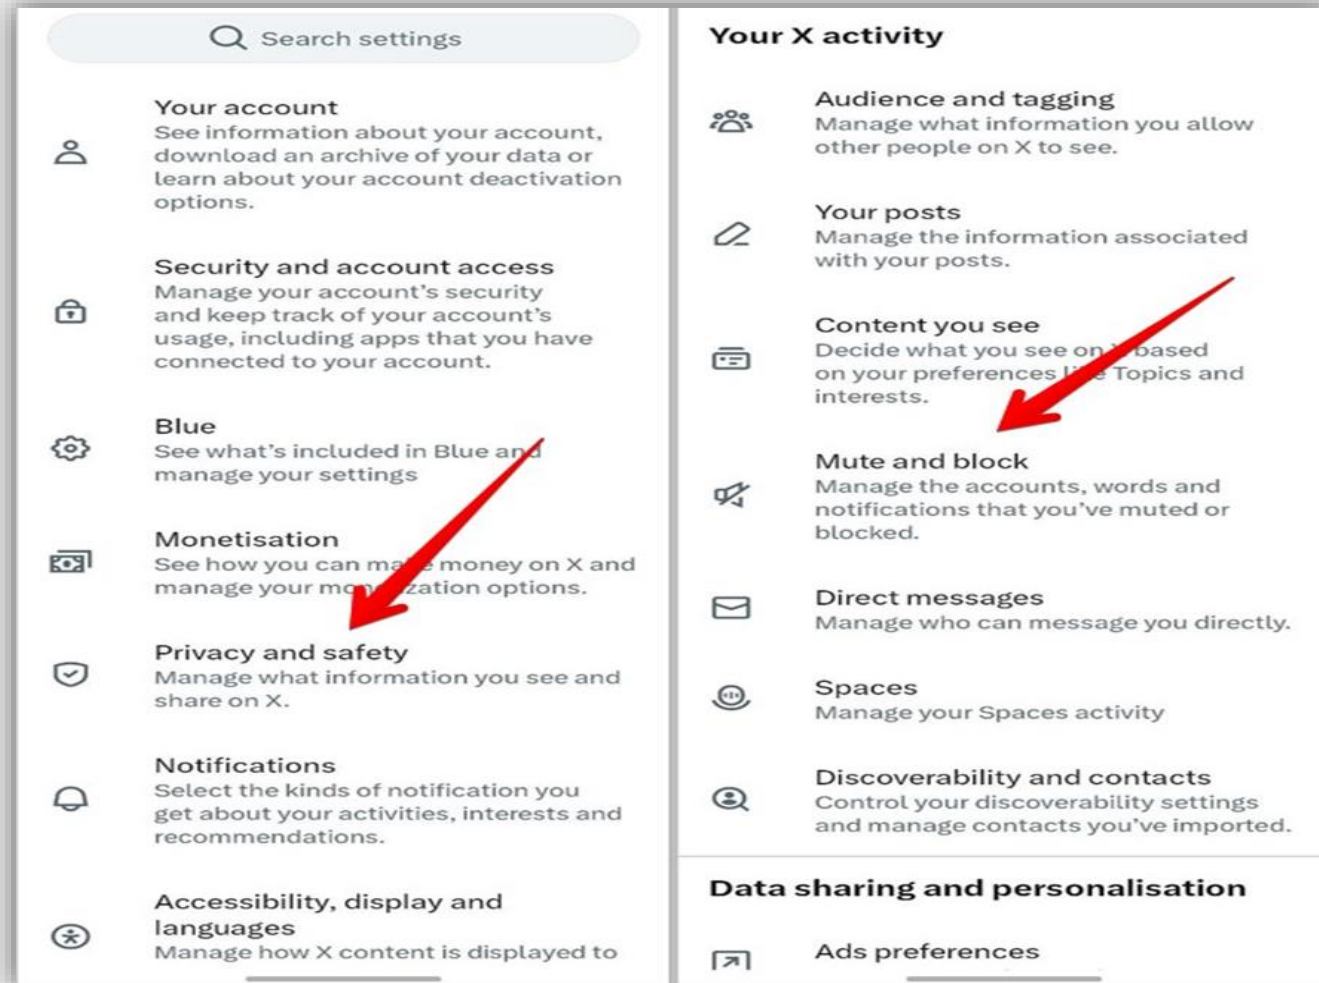 Search settings
Your account
See information about your account,
download an archive of your data or
learn about your account deactivation
options.
Security and account access
Manage your account's security
and keep track of your account's
usage, including apps that you have
connected to your account.
Blue
See what's included in Blue and
manage your settings
Monetisation
See how you can make money on X and
manage your monetization options.
Privacy and safety
Manage what information you see and
share on X.
Notifications
Select the kinds of notification you
get about your activities, interests and
recommendations.
Accessibility, display and
languages
Manage how X content is displayed to
Your X activity
Audience and tagging
Manage what information you allow
other people on X to see.
Your posts
Manage the information associated
with your posts.
Content you see
Decide what you see on X based
on your preferences like Topics and
interests.
Mute and block
Manage the accounts, words and
notifications that you've muted or
blocked.
Direct messages
Manage who can message you directly.
Spaces
Manage your Spaces activity
Discoverability and contacts
Control your discoverability settings
and manage contacts you've imported.
Data sharing and personalisation
Ads preferences